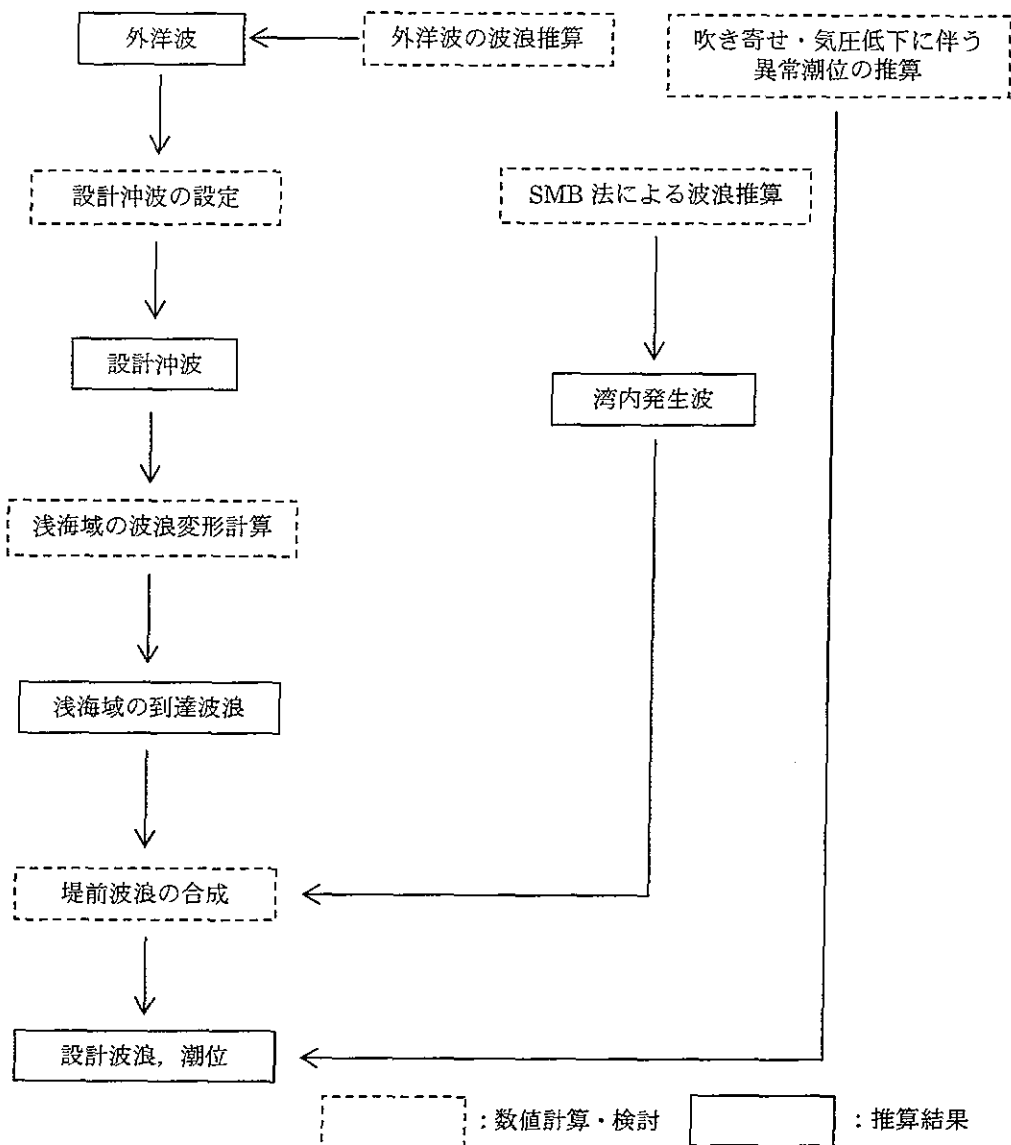 外洋波
外洋波の波浪推算
吹き寄せ・気圧低下に伴う
異常潮位の推算
設計沖波の設定
SMB 法による波浪推算
設計沖波
湾内発生波
浅海域の波浪変形計算
浅海域の到達波浪
堤前波浪の合成
設計波浪，潮位
：数値計算・検討
：推算結果